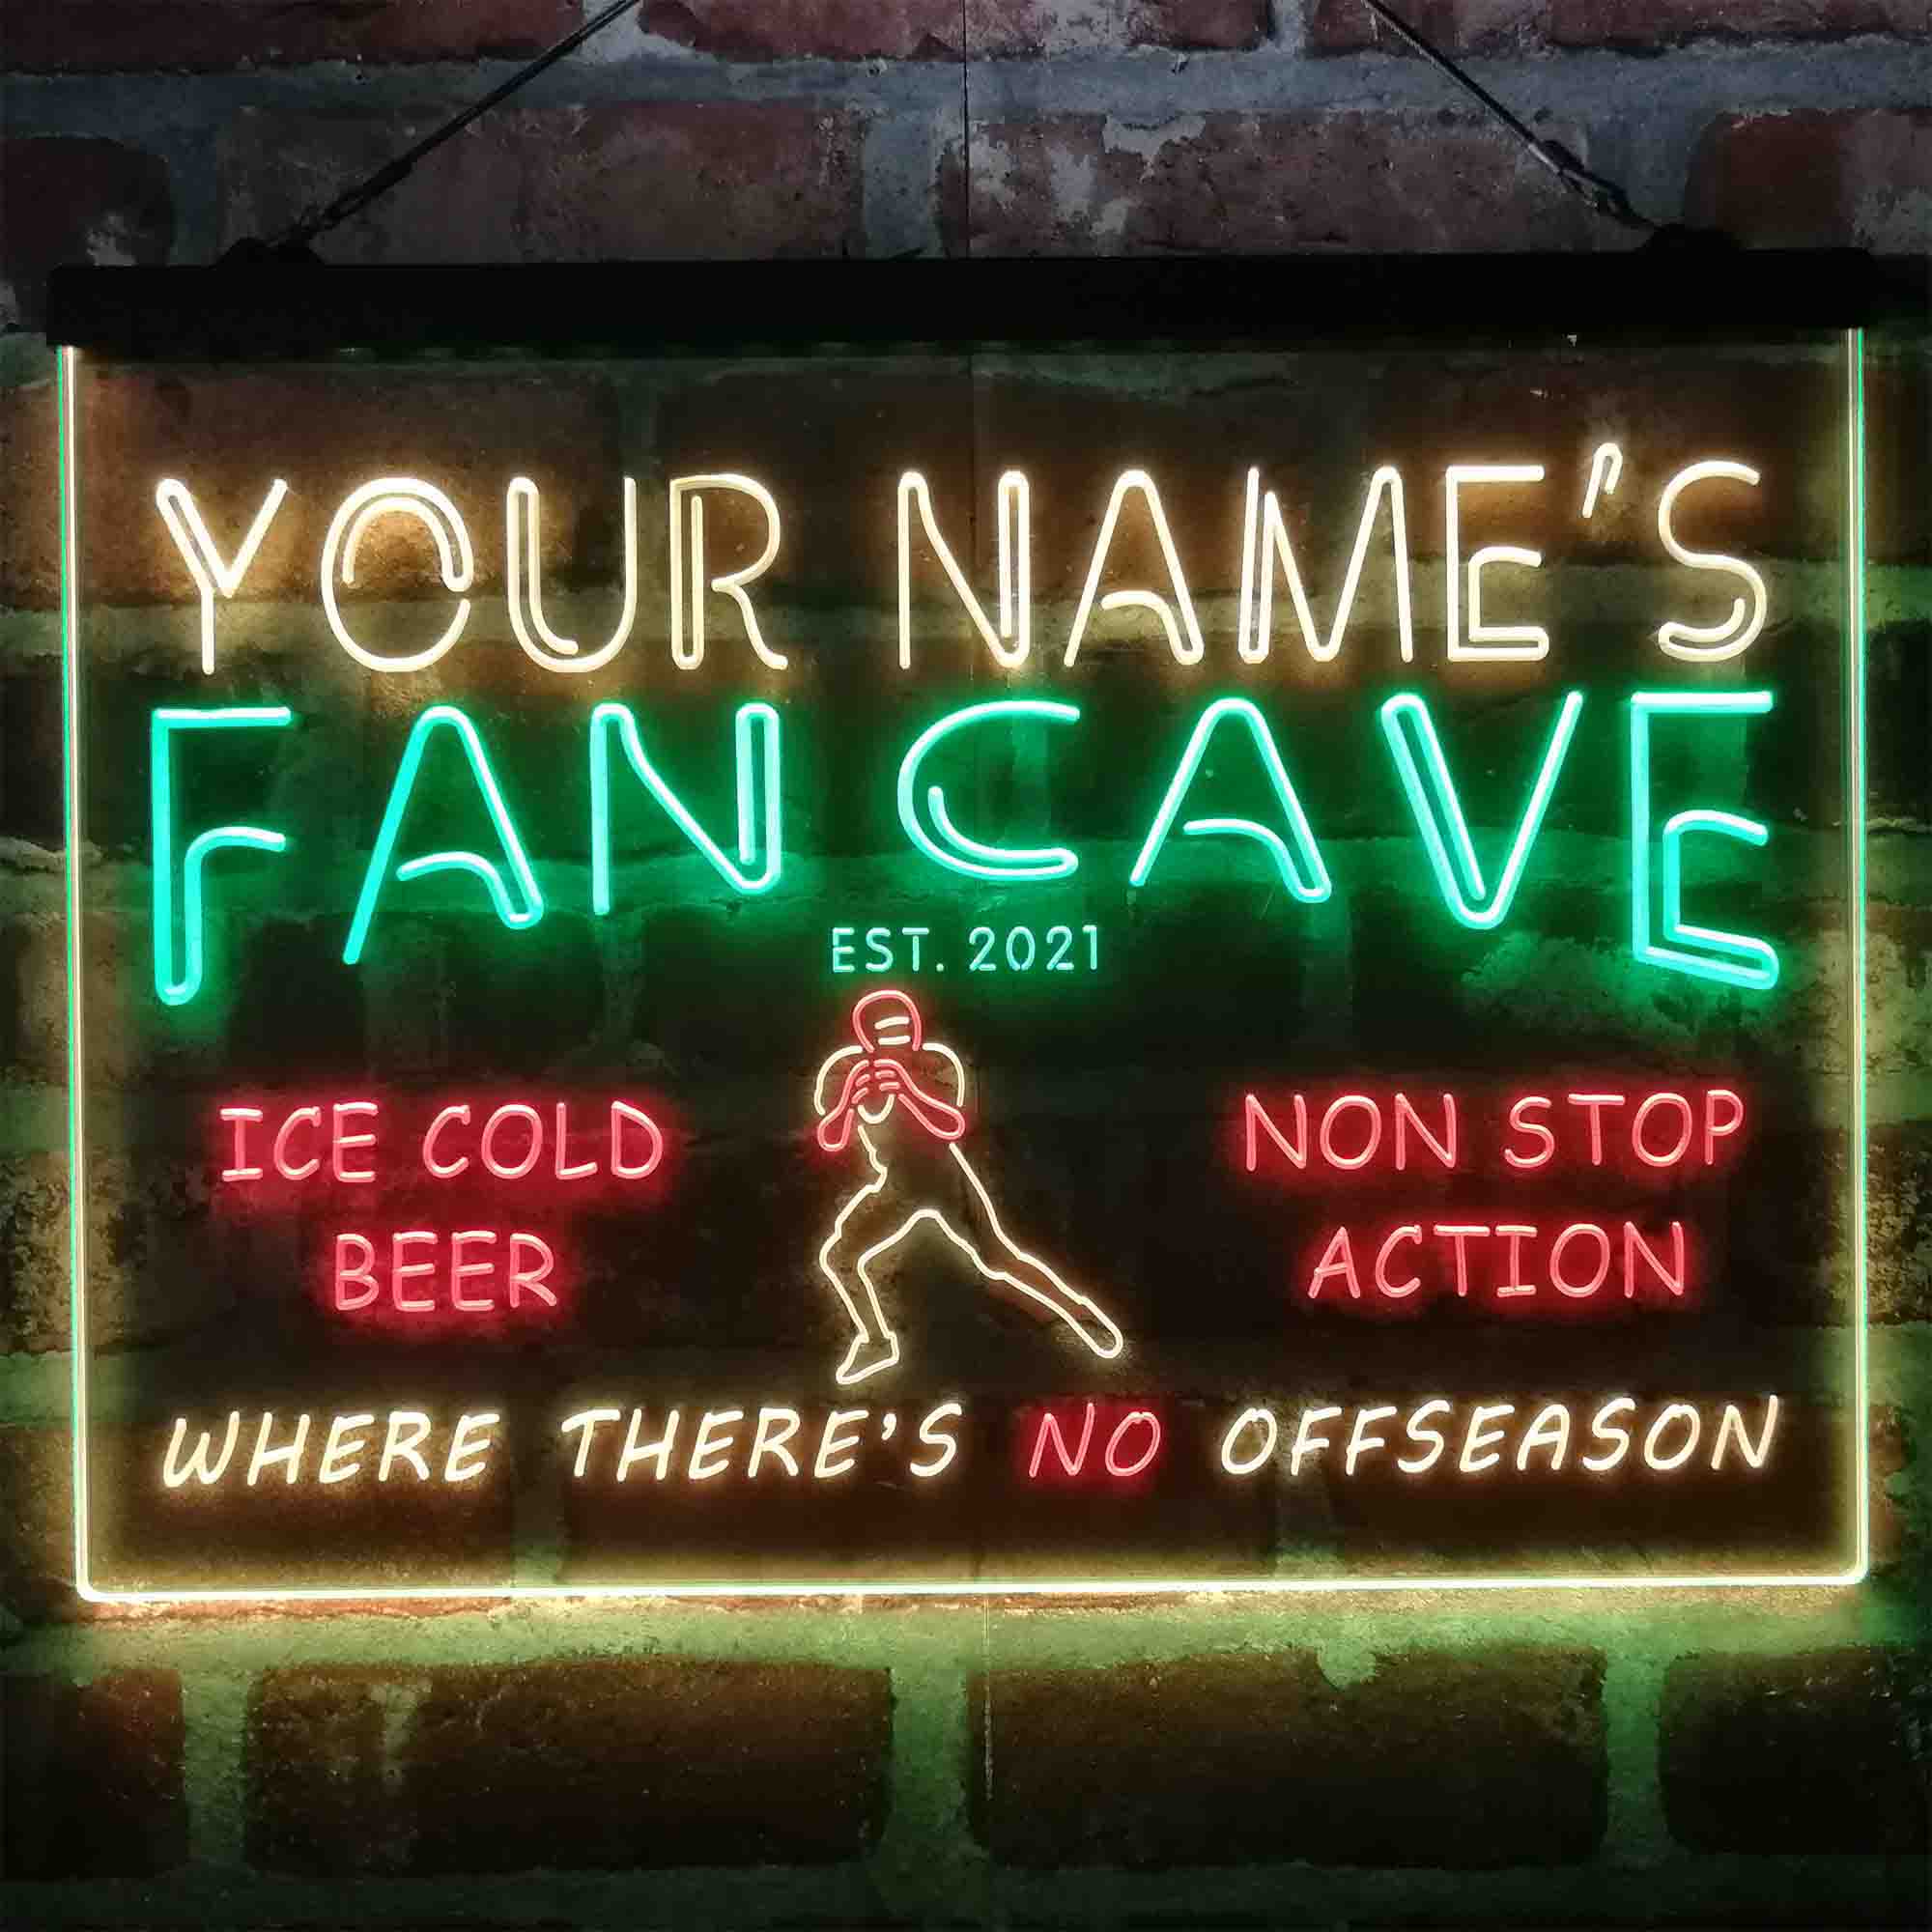 YOUR NAME'S
FAN CAVE
EST. 2021
ICE COLD
BEER
NON STOP
ACTION
WHERE THERE'S NO OFFSEASON